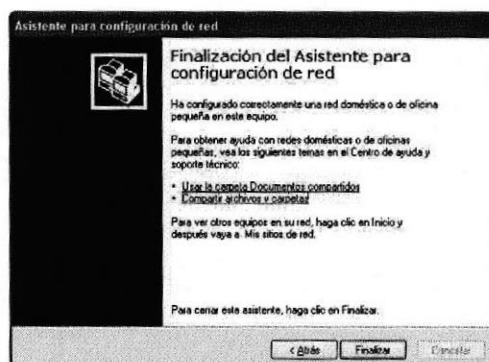 Asistente para configuración de red
Finalización del Asistente para
configuración de red
Ha configurado correctamente una red doméstica o de oficina
pequeña en este equipo.
Para obtener ayuda con redes domésticas o de oficinas
pequeñas, vea los siguientes temas en el Centro de ayuda y
soporte técnico:
• Usar la carpeta Documentos compartidos
• Compartir archivos y carpetas
Para ver otros equipos en su red, haga clic en Inicio y
después vaya a Mis sitios de red.
Para cerrar este asistente, haga clic en Finalizar.
< Atrás Finalizar Cancelar